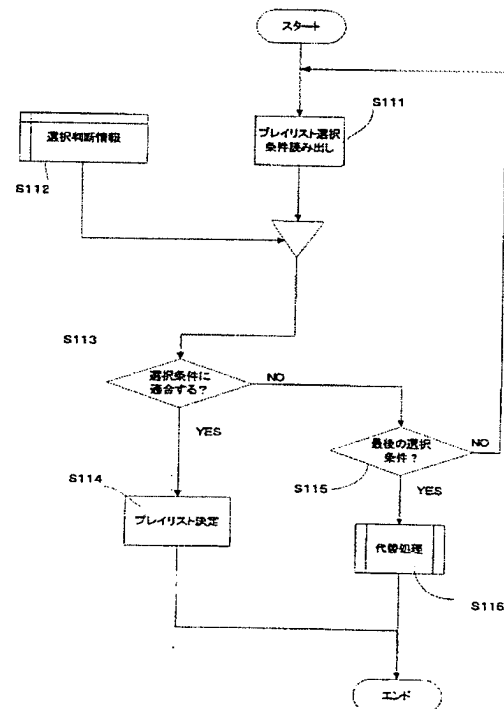 スタート
S111
プレイリスト選択
条件読み出し
選択判断情報
S112
S113
選択条件に
適合する?
NO
YES
最後の選択
条件?
NO
S115
YES
S114
プレイリスト決定
代替処理
S116
エンド